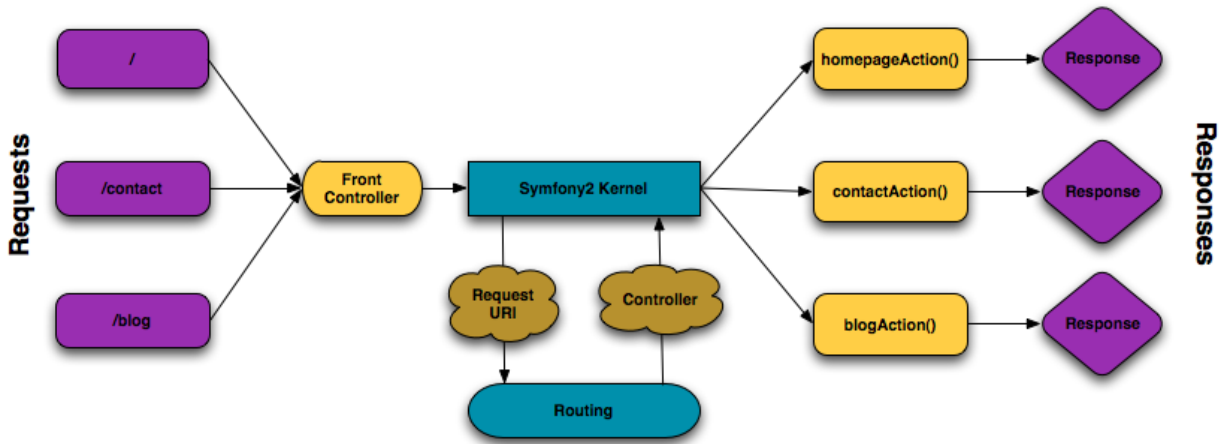 Requests
/
/contact
/blog
Front
Controller
Symfony2 Kernel
Request
URI
Controller
Routing
homepageAction()
contactAction()
blogAction()
Response
Response
Response
Responses